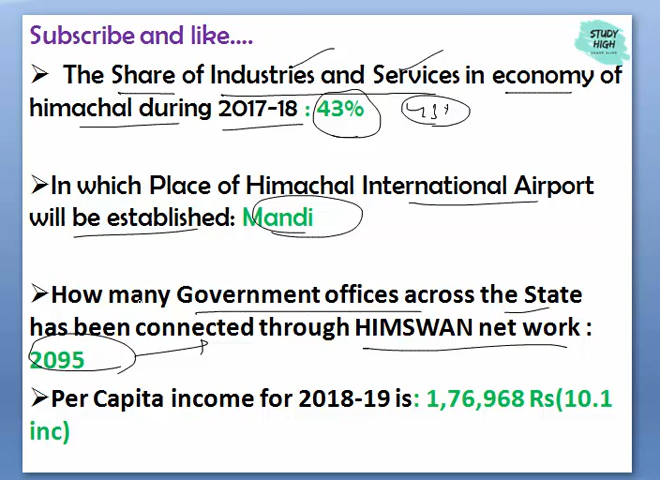 Subscribe and like....
STUDY
HIGH
➤ The Share of Industries and Services in economy of
himachal during 2017-18 : 43%
➤In which Place of Himachal International Airport
will be established: Mandi
➤How many Government offices across the State
has been connected through HIMSWAN net work :
2095
➤Per Capita income for 2018-19 is: 1,76,968 Rs(10.1
inc)